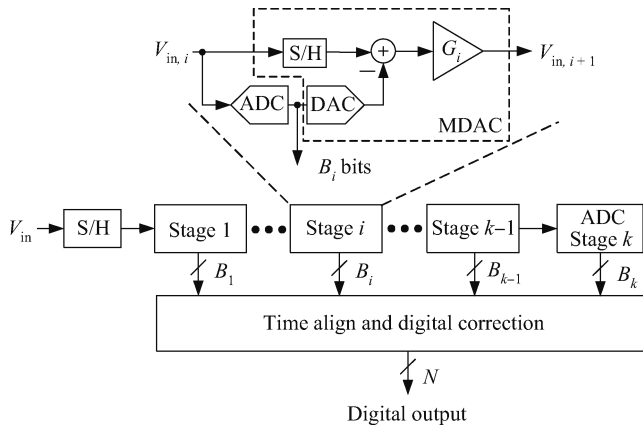 V_in, i
S/H
+
−
G_i
V_in, i + 1
ADC
DAC
MDAC
B_i bits
V_in
S/H
Stage 1
Stage i
Stage k−1
ADC
Stage k
B_1
B_i
B_k−1
B_k
Time align and digital correction
N
Digital output